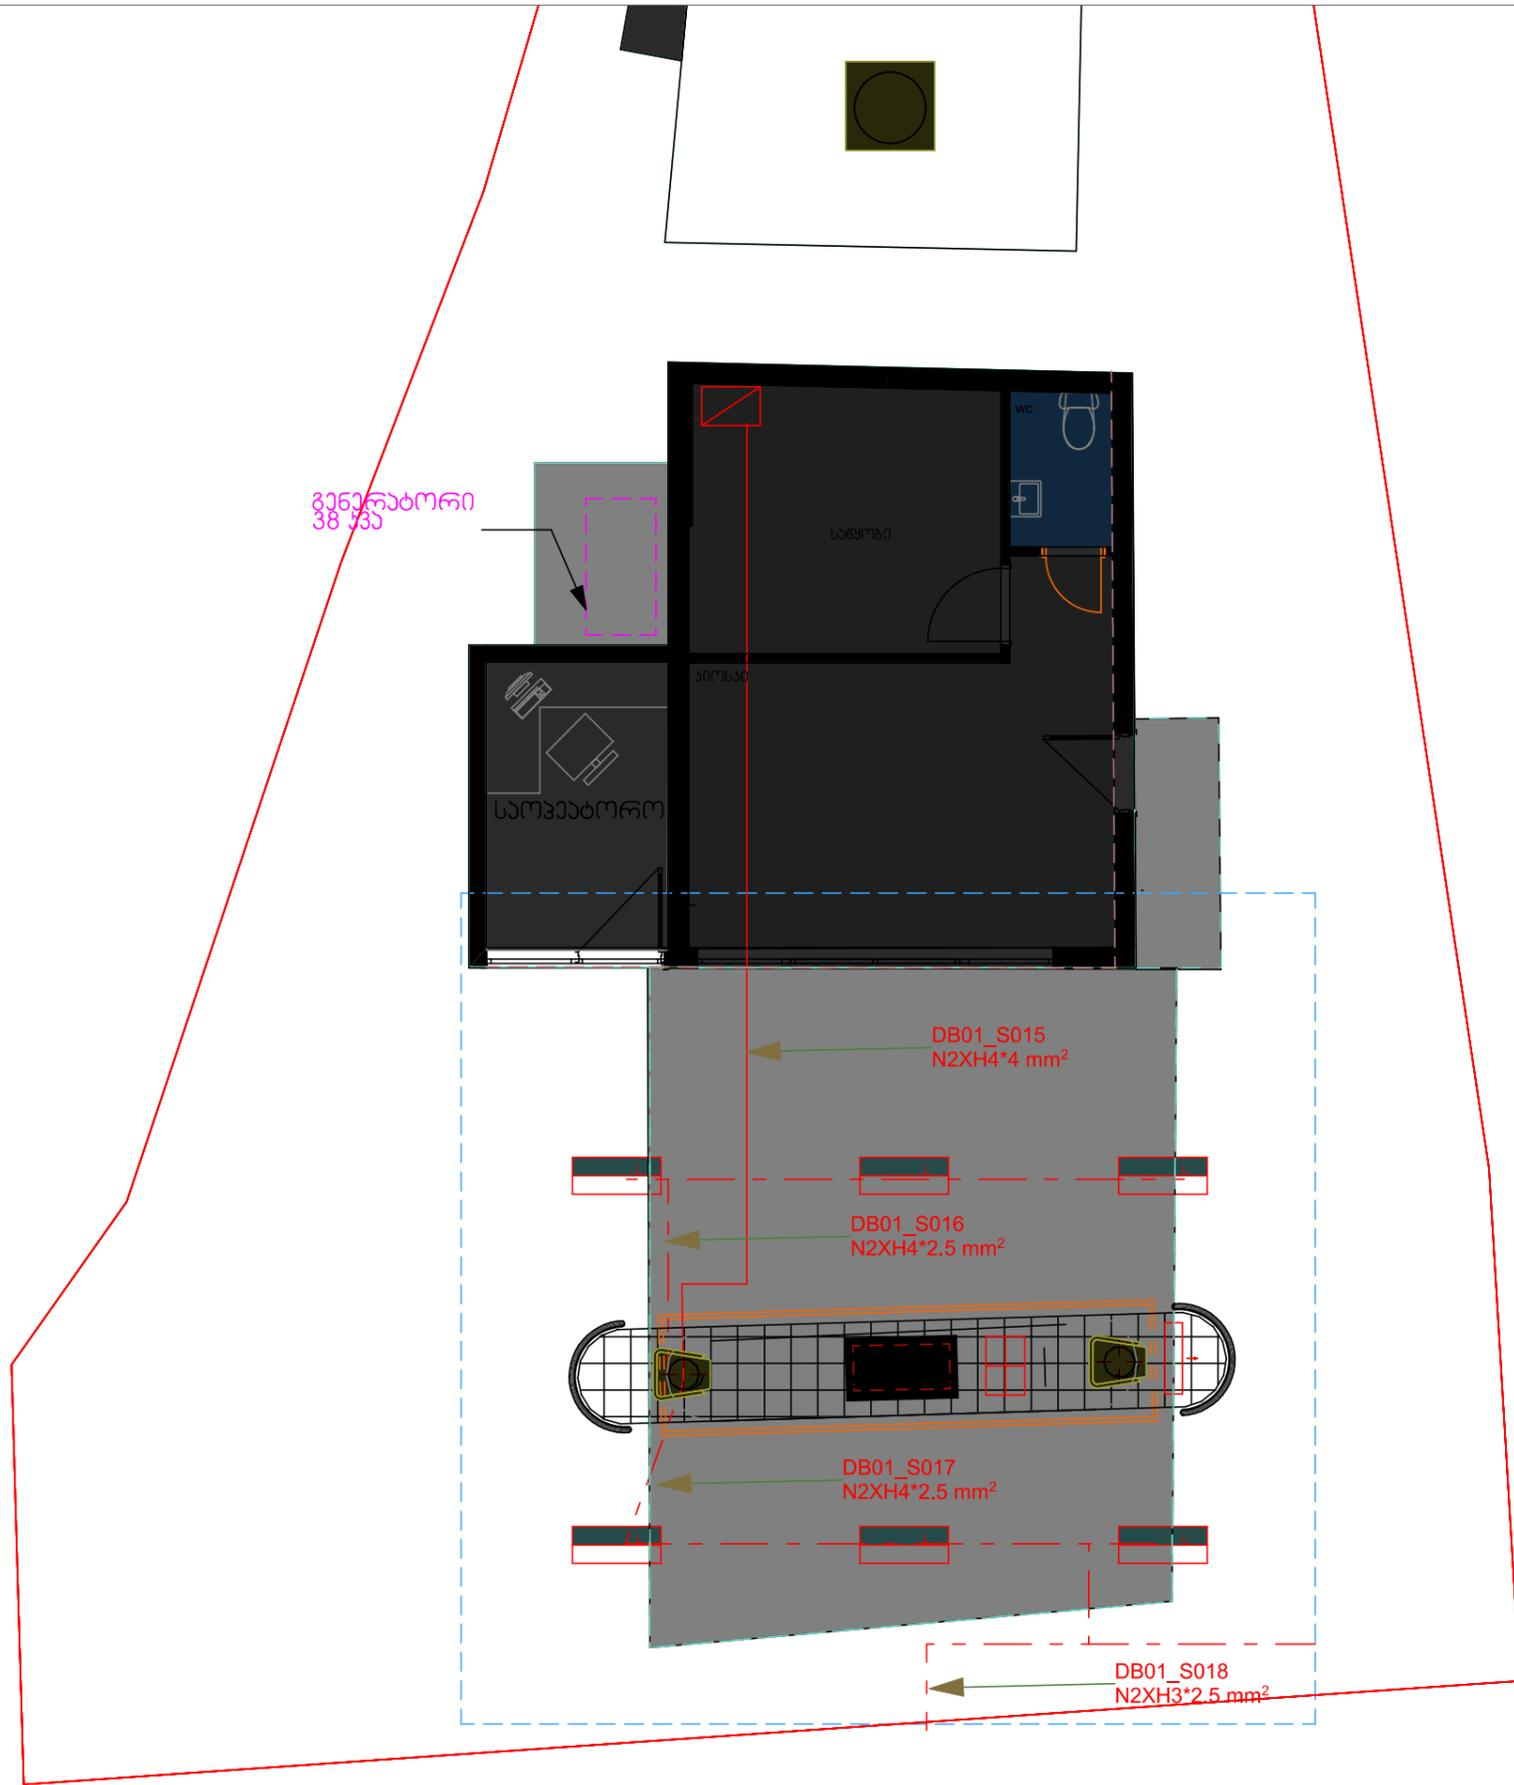 WC
გენერატორი
38 კვა
საწყობი
კიოსკი
საოპეატორო
DB01_S015
N2XH4*4 mm²
DB01_S016
N2XH4*2.5 mm²
DB01_S017
N2XH4*2.5 mm²
DB01_S018
N2XH3*2.5 mm²